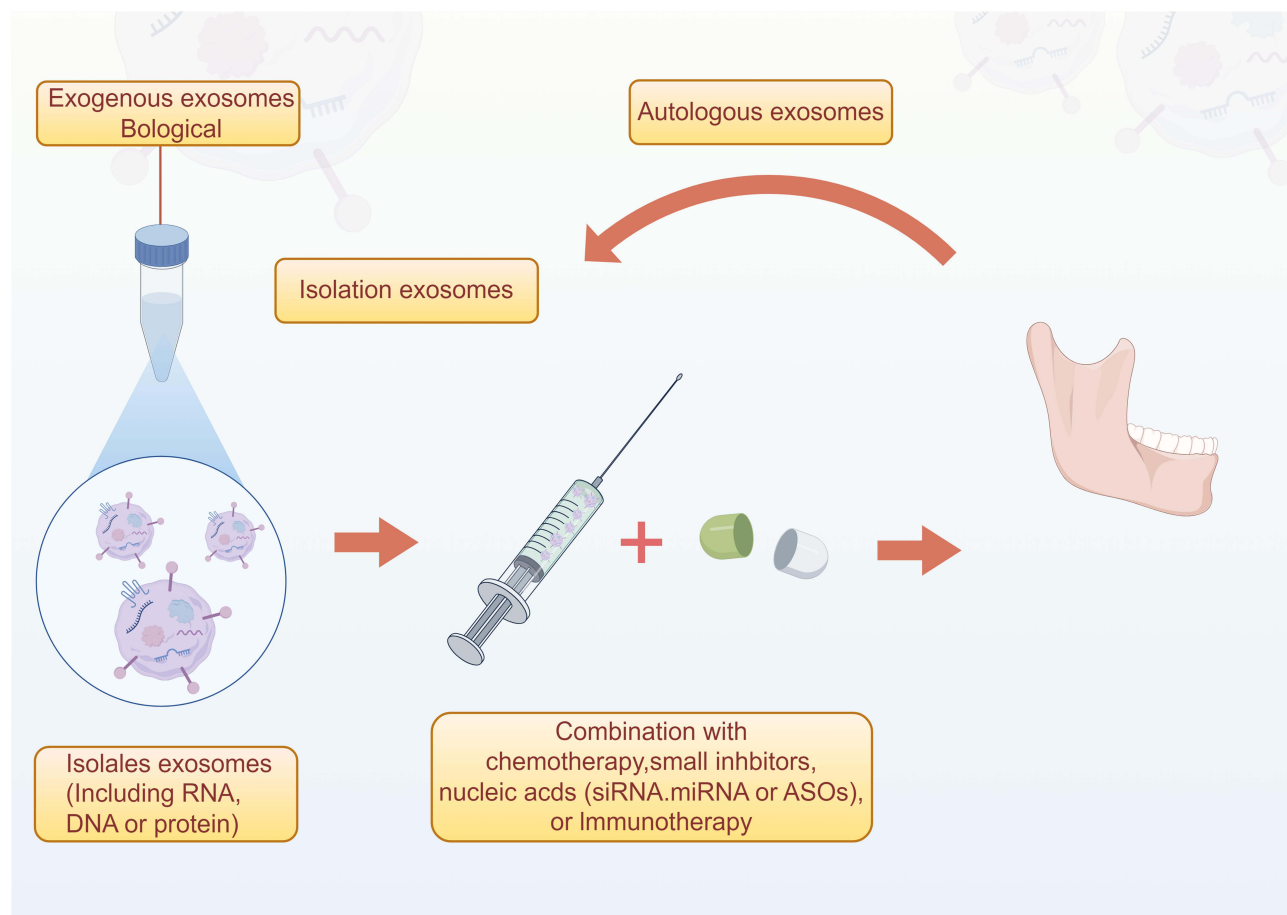 Exogenous exosomes
Bological
Autologous exosomes
Isolation exosomes
Isolales exosomes
(Including RNA,
DNA or protein)
Combination with
chemotherapy,small inhbitors,
nucleic acds (siRNA.miRNA or ASOs),
or Immunotherapy